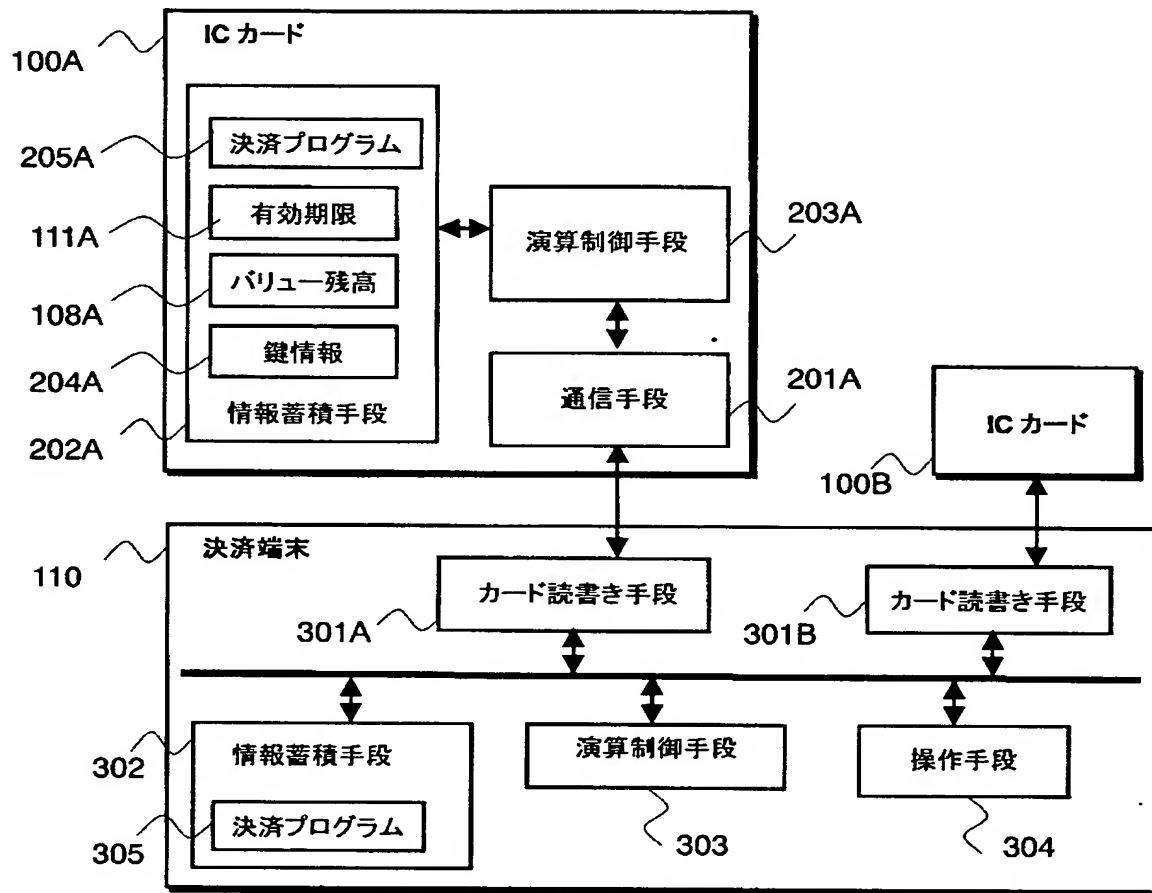 IC カード
100A
決済プログラム
205A
有効期限
111A
バリュー残高
108A
鍵情報
204A
情報蓄積手段
202A
演算制御手段
203A
通信手段
201A
IC カード
100B
決済端末
110
カード読書き手段
301A
カード読書き手段
301B
情報蓄積手段
302
決済プログラム
305
演算制御手段
303
操作手段
304